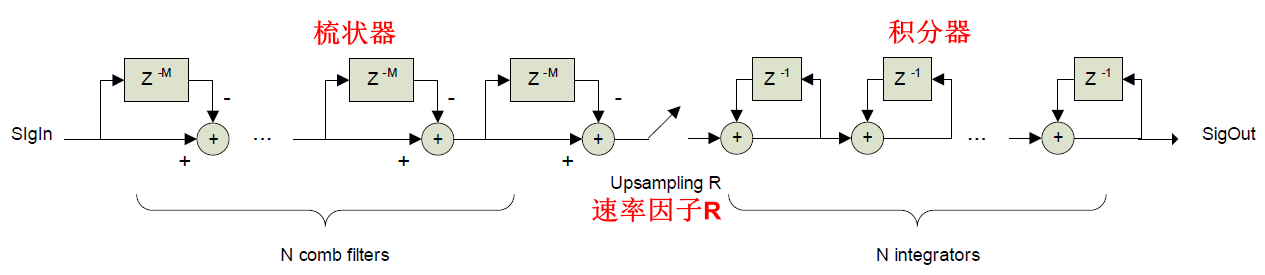 梳状器
积分器
Z -M
Z -M
Z -M
Z -1
Z -1
Z -1
-
-
-
SIgIn
+
...
+
+
+
+
...
+
SigOut
+
+
+
Upsampling R
速率因子R
N comb filters
N integrators